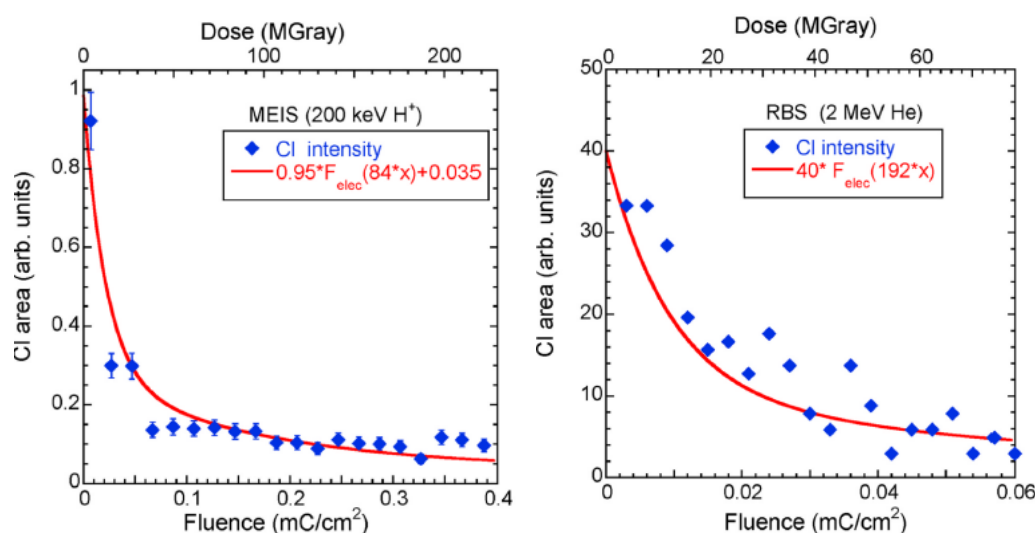 Dose (MGray)
0 100 200
1
0.8
0.6
0.4
0.2
0
Cl area (arb. units)
MEIS (200 keV H⁺)
Cl intensity
0.95*F_elec(84*x)+0.035
0 0.1 0.2 0.3 0.4
Fluence (mC/cm²)
Dose (MGray)
0 20 40 60
50
40
30
20
10
0
Cl area (arb. units)
RBS (2 MeV He)
Cl intensity
40* F_elec(192*x)
0 0.02 0.04 0.06
Fluence (mC/cm²)